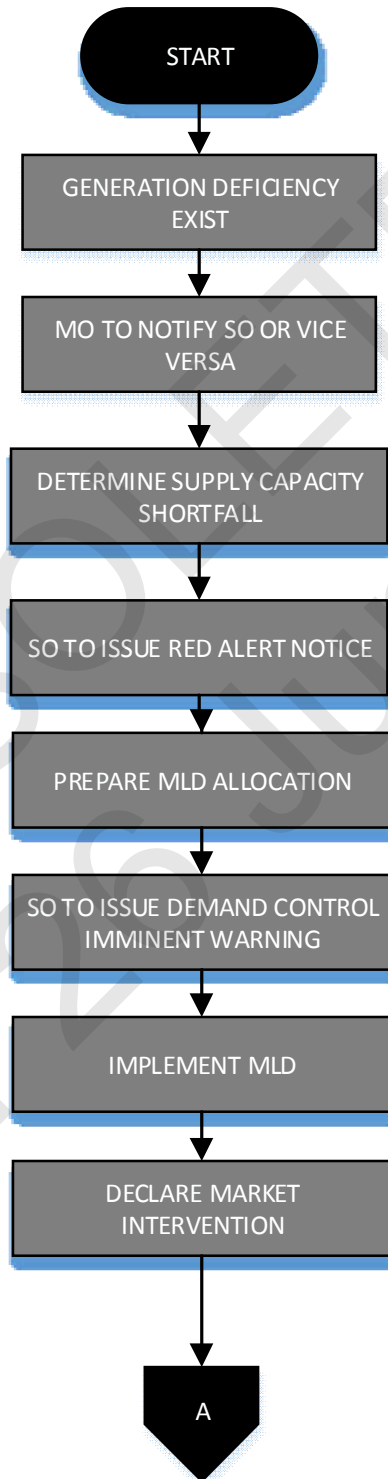 START
GENERATION DEFICIENCY
EXIST
MO TO NOTIFY SO OR VICE
VERSA
DETERMINE SUPPLY CAPACITY
SHORTFALL
SO TO ISSUE RED ALERT NOTICE
PREPARE MLD ALLOCATION
SO TO ISSUE DEMAND CONTROL
IMMINENT WARNING
IMPLEMENT MLD
DECLARE MARKET
INTERVENTION
A